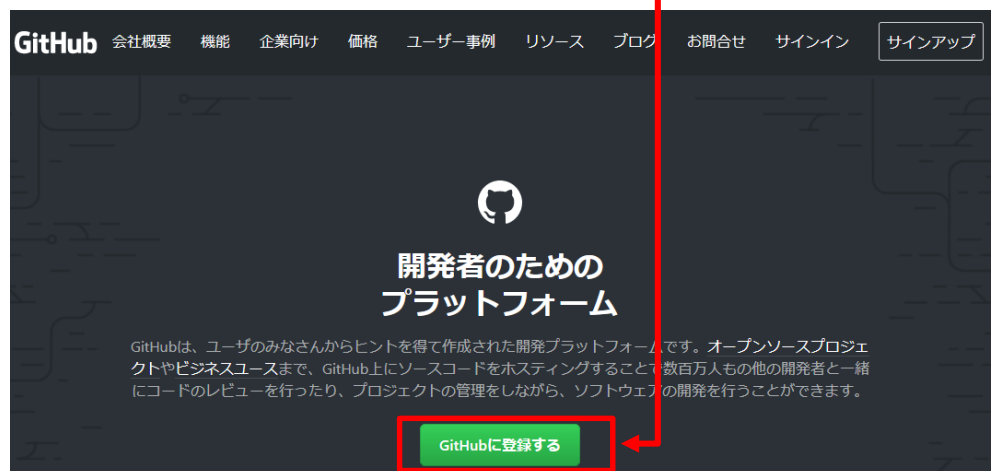 GitHub 会社概要 機能 企業向け 価格 ユーザー事例 リソース ブログ お問合せ サインイン サインアップ
開発者のための
プラットフォーム
GitHubは、ユーザのみなさんからヒントを得て作成された開発プラットフォームです。オープンソースプロジェ
クトやビジネスユースまで、GitHub上にソースコードをホスティングすることで数百万人もの他の開発者と一緒
にコードのレビューを行ったり、プロジェクトの管理をしながら、ソフトウェアの開発を行うことができます。
GitHubに登録する